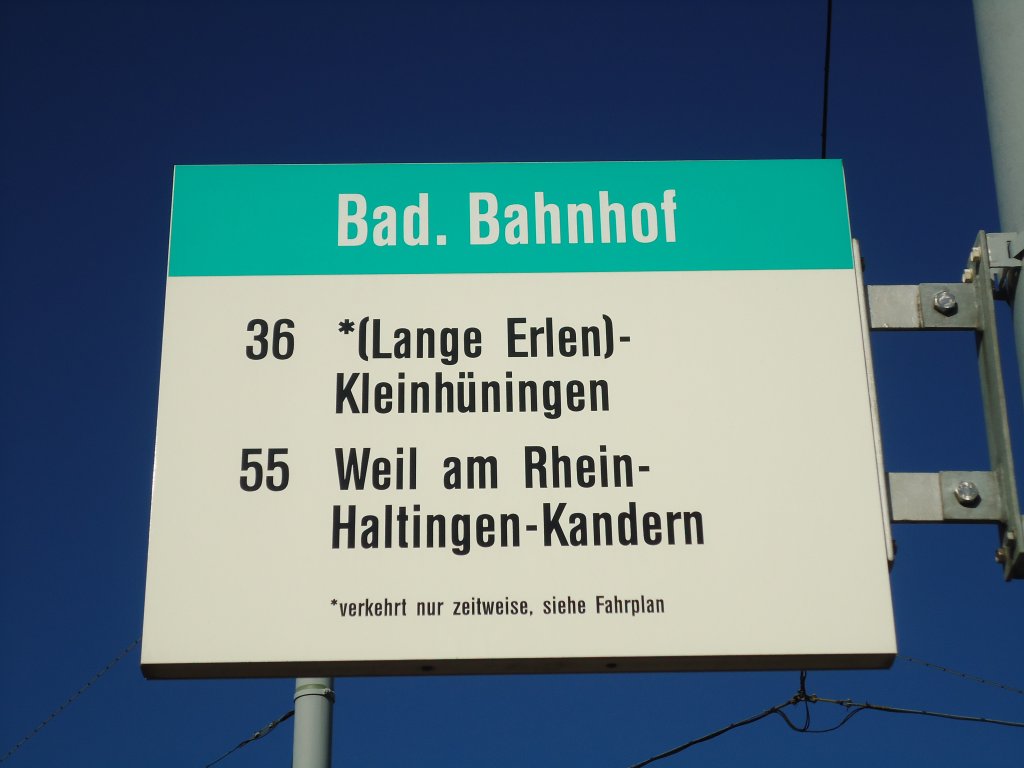 Bad. Bahnhof
36 *(Lange Erlen)-
Kleinhüningen
55 Weil am Rhein-
Haltingen-Kandern
*verkehrt nur zeitweise, siehe Fahrplan